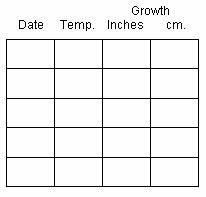 Growth
Date Temp. Inches cm.